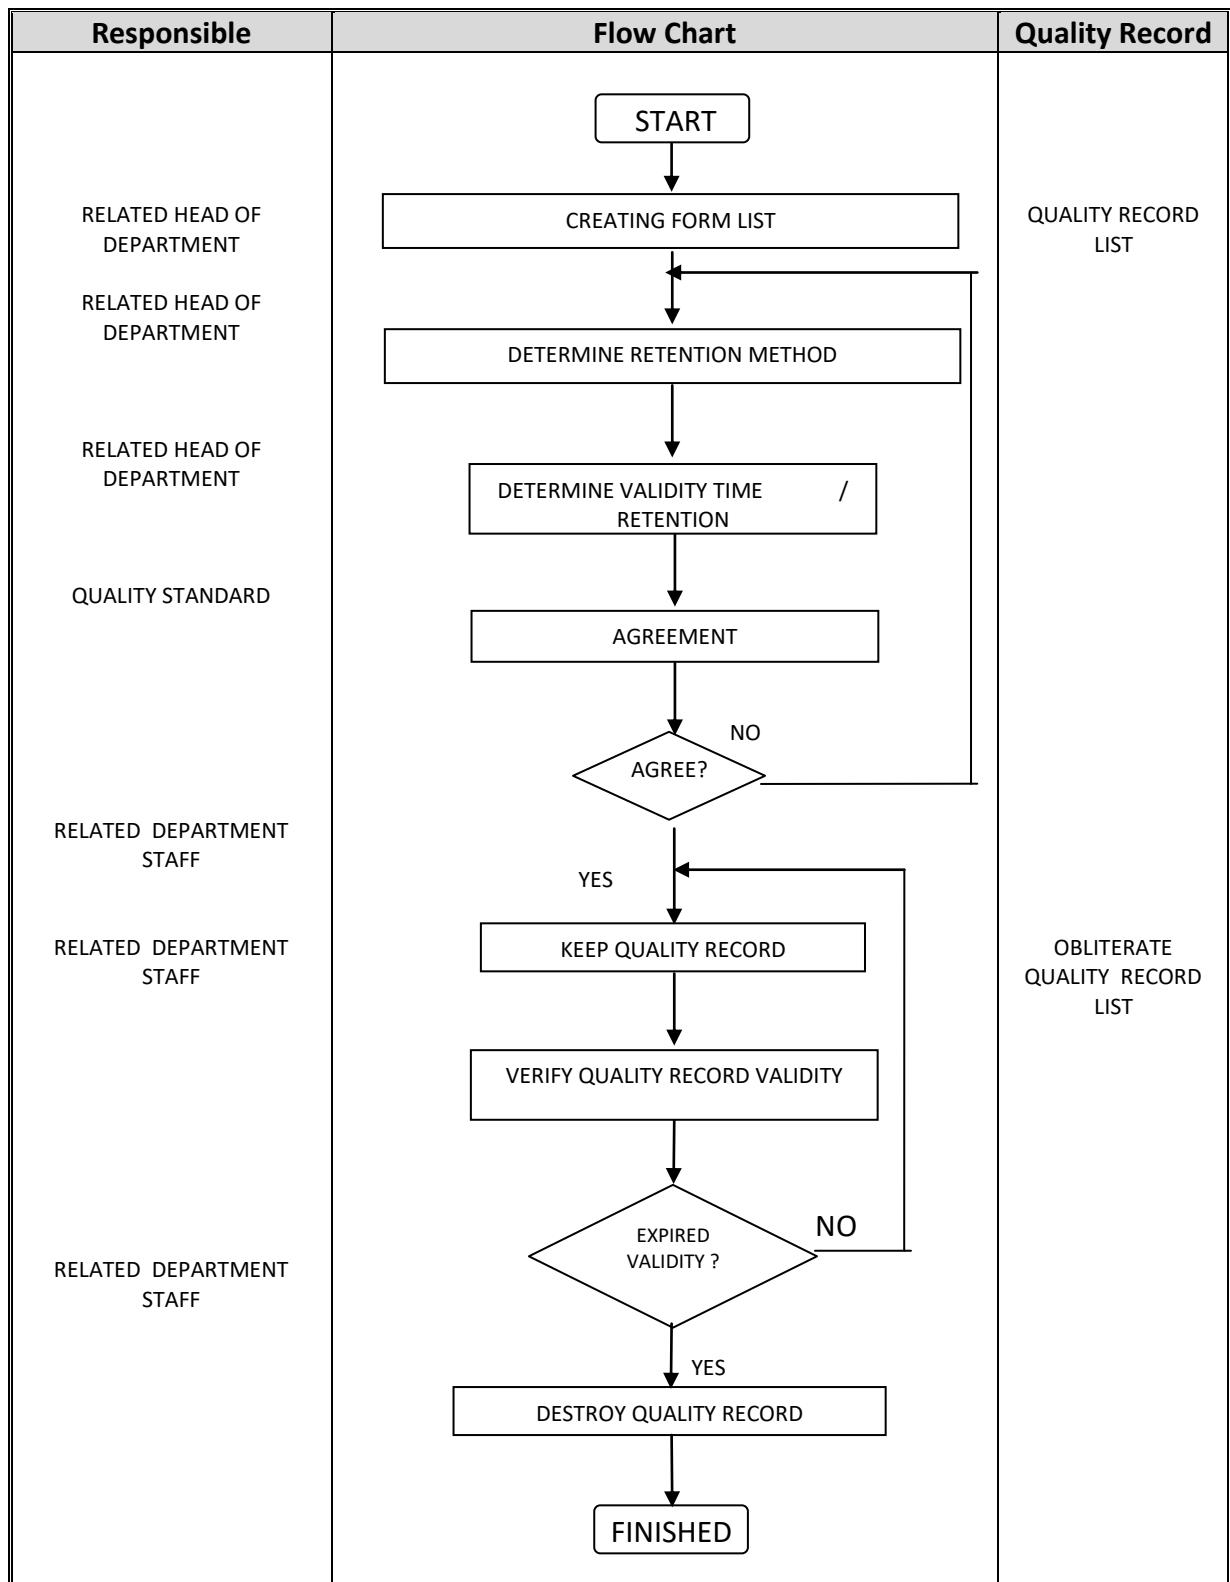 Responsible
Flow Chart
Quality Record
START
RELATED HEAD OF
DEPARTMENT
CREATING FORM LIST
QUALITY RECORD
LIST
RELATED HEAD OF
DEPARTMENT
DETERMINE RETENTION METHOD
RELATED HEAD OF
DEPARTMENT
DETERMINE VALIDITY TIME /
RETENTION
QUALITY STANDARD
AGREEMENT
NO
AGREE?
RELATED DEPARTMENT
STAFF
YES
RELATED DEPARTMENT
STAFF
KEEP QUALITY RECORD
OBLITERATE
QUALITY RECORD
LIST
VERIFY QUALITY RECORD VALIDITY
EXPIRED
VALIDITY ?
NO
RELATED DEPARTMENT
STAFF
YES
DESTROY QUALITY RECORD
FINISHED